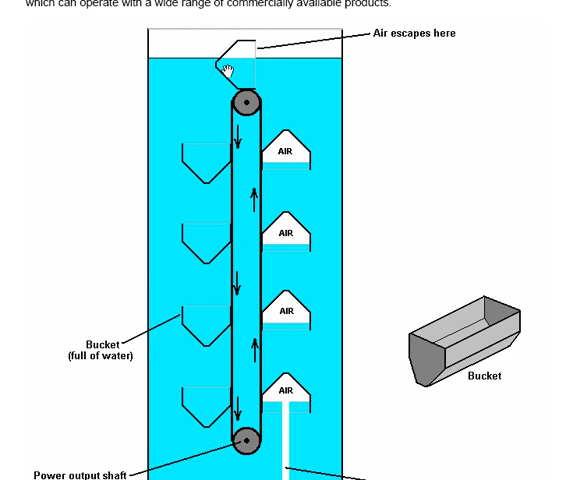 which can operate with a wide range of commercially available products.
Air escapes here
AIR
AIR
AIR
Bucket
(full of water)
Bucket
AIR
Power output shaft